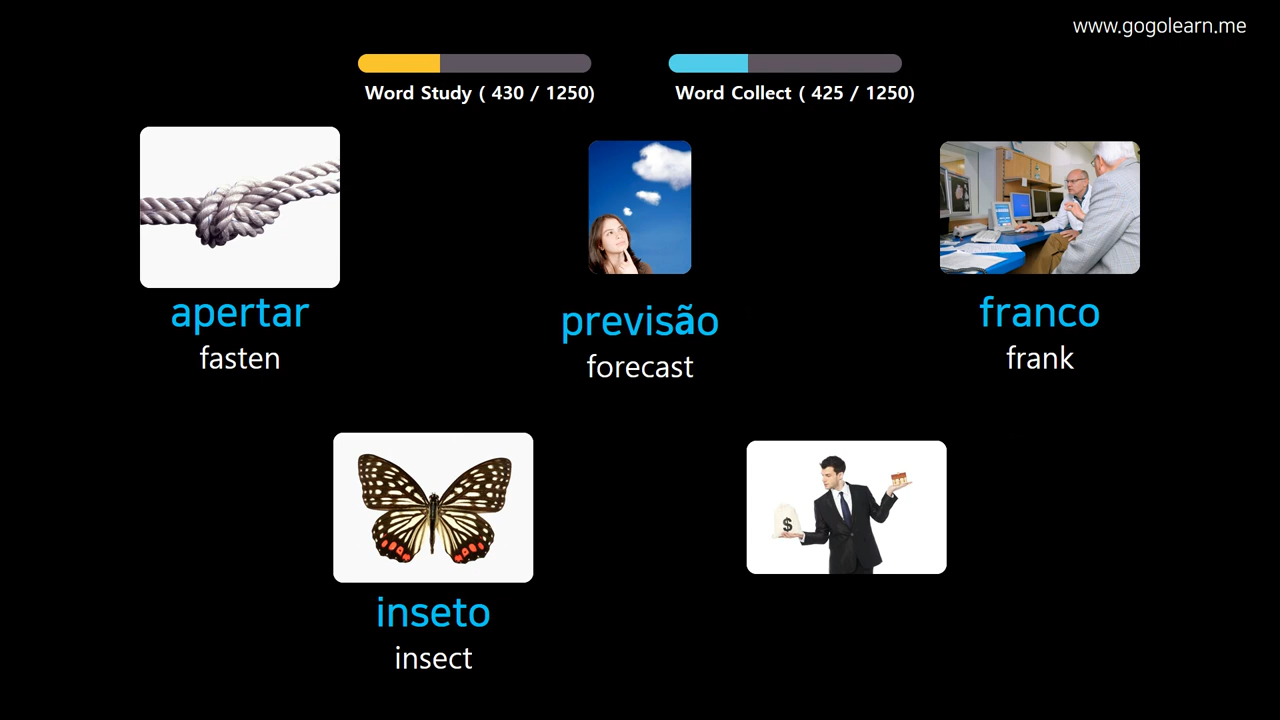 www.gogolearn.me
Word Study ( 430 / 1250)
Word Collect ( 425 / 1250)
apertar
fasten
previsão
forecast
franco
frank
$
inseto
insect